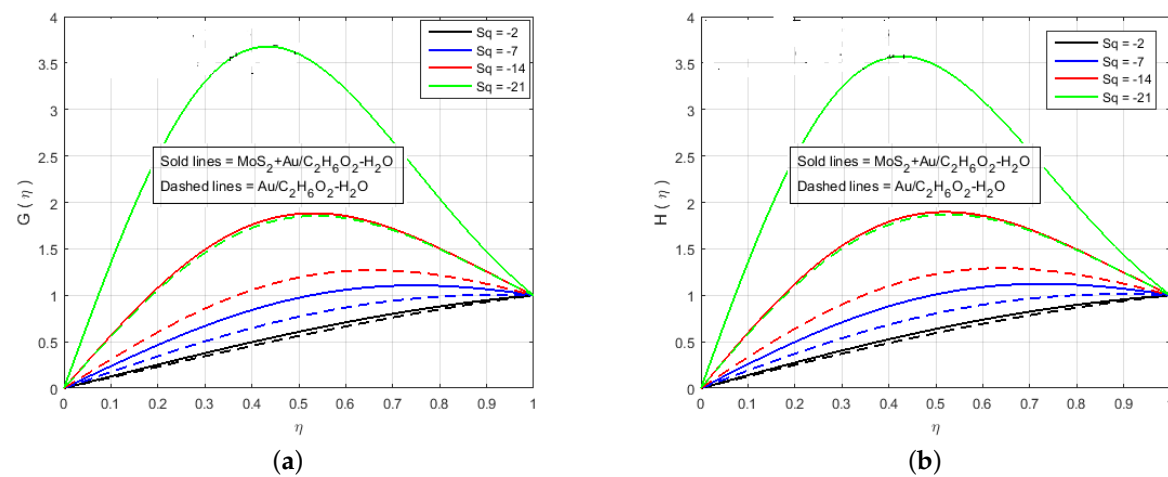 4
3.5
3
2.5
2
1.5
1
0.5
0
G ( η )
Sq = -2
Sq = -7
Sq = -14
Sq = -21
Sold lines = MoS2+Au/C2H6O2-H2O
Dashed lines = Au/C2H6O2-H2O
0 0.1 0.2 0.3 0.4 0.5 0.6 0.7 0.8 0.9 1
η
(a)
4
3.5
3
2.5
2
1.5
1
0.5
0
H ( η )
Sq = -2
Sq = -7
Sq = -14
Sq = -21
Sold lines = MoS2+Au/C2H6O2-H2O
Dashed lines = Au/C2H6O2-H2O
0 0.1 0.2 0.3 0.4 0.5 0.6 0.7 0.8 0.9 1
η
(b)